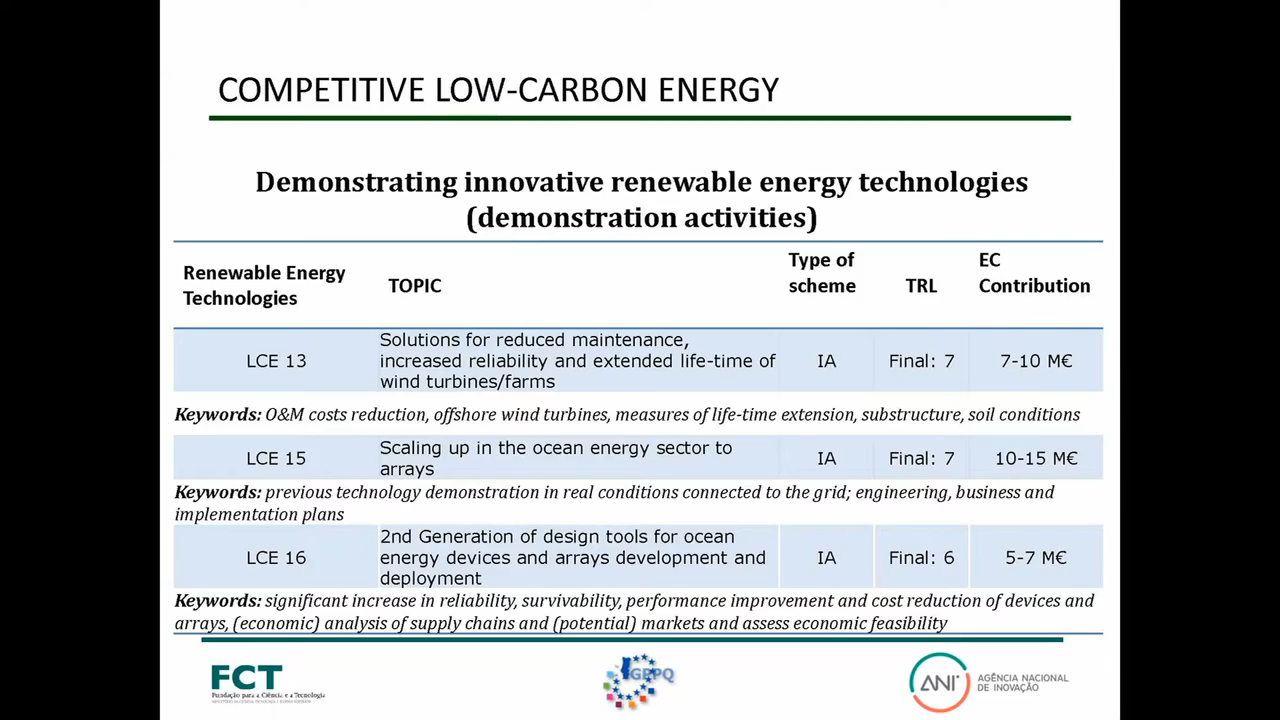 COMPETITIVE LOW-CARBON ENERGY
Demonstrating innovative renewable energy technologies
(demonstration activities)
Renewable Energy
Technologies
TOPIC
Type of
scheme
TRL
EC
Contribution
LCE 13
Solutions for reduced maintenance,
increased reliability and extended life-time of
wind turbines/farms
IA
Final: 7
7-10 M€
Keywords: O&M costs reduction, offshore wind turbines, measures of life-time extension, substructure, soil conditions
LCE 15
Scaling up in the ocean energy sector to
arrays
IA
Final: 7
10-15 M€
Keywords: previous technology demonstration in real conditions connected to the grid; engineering, business and
implementation plans
LCE 16
2nd Generation of design tools for ocean
energy devices and arrays development and
deployment
IA
Final: 6
5-7 M€
Keywords: significant increase in reliability, survivability, performance improvement and cost reduction of devices and
arrays, (economic) analysis of supply chains and (potential) markets and assess economic feasibility
FCT
Fundação para a Ciência e a Tecnologia
GPPQ
ANI
AGÊNCIA NACIONAL
DE INOVAÇÃO